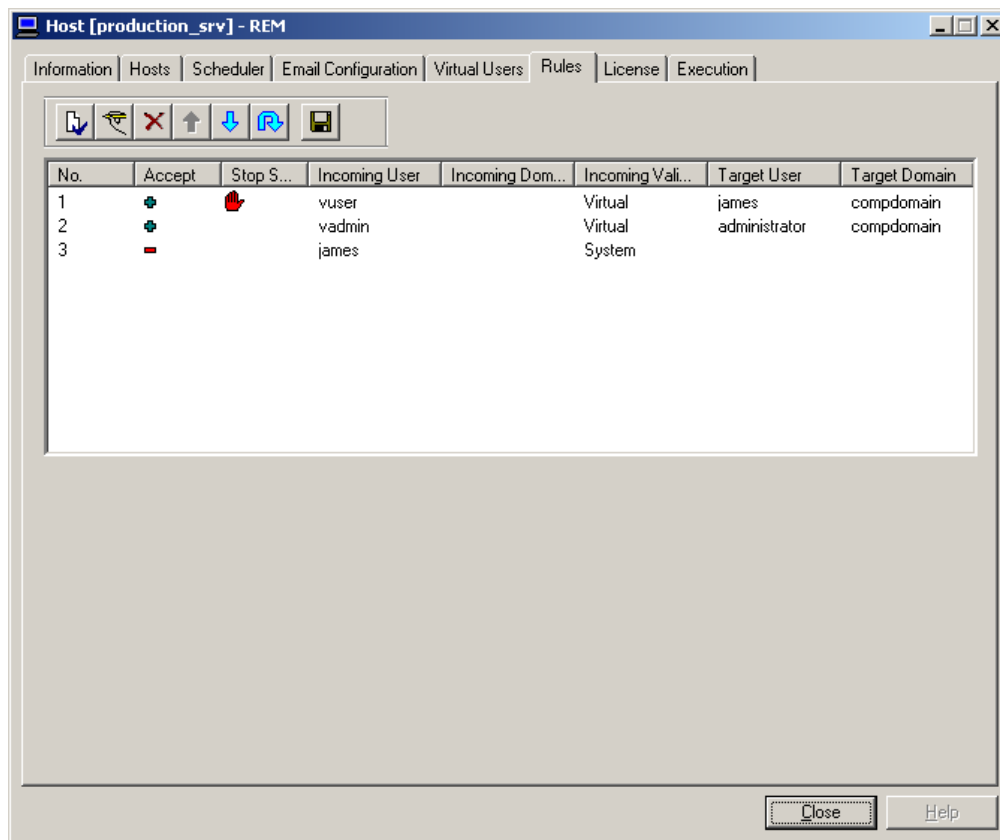 Host [production_srv] - REM
Information Hosts Scheduler Email Configuration Virtual Users Rules License Execution
No. Accept Stop S... Incoming User Incoming Dom... Incoming Vali... Target User Target Domain
1 vuser Virtual james compdomain
2 vadmin Virtual administrator compdomain
3 james System
Close Help